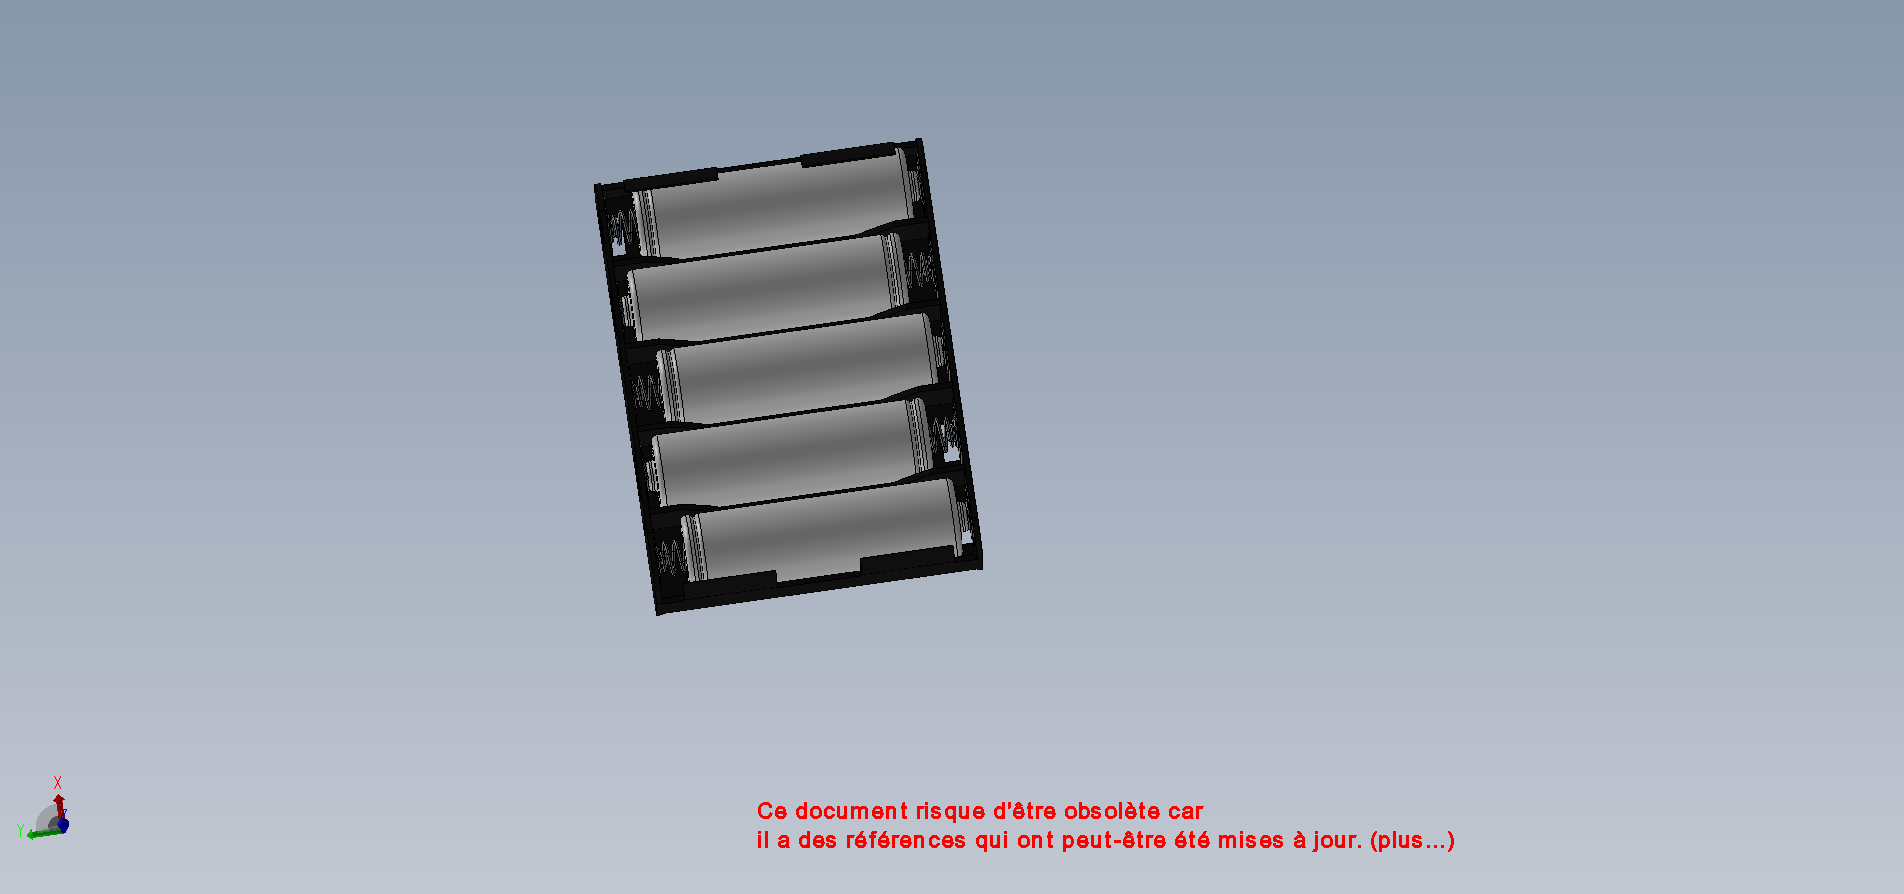 X
Z
Y
Ce document risque d'être obsolète car
il a des références qui ont peut-être été mises à jour. (plus...)